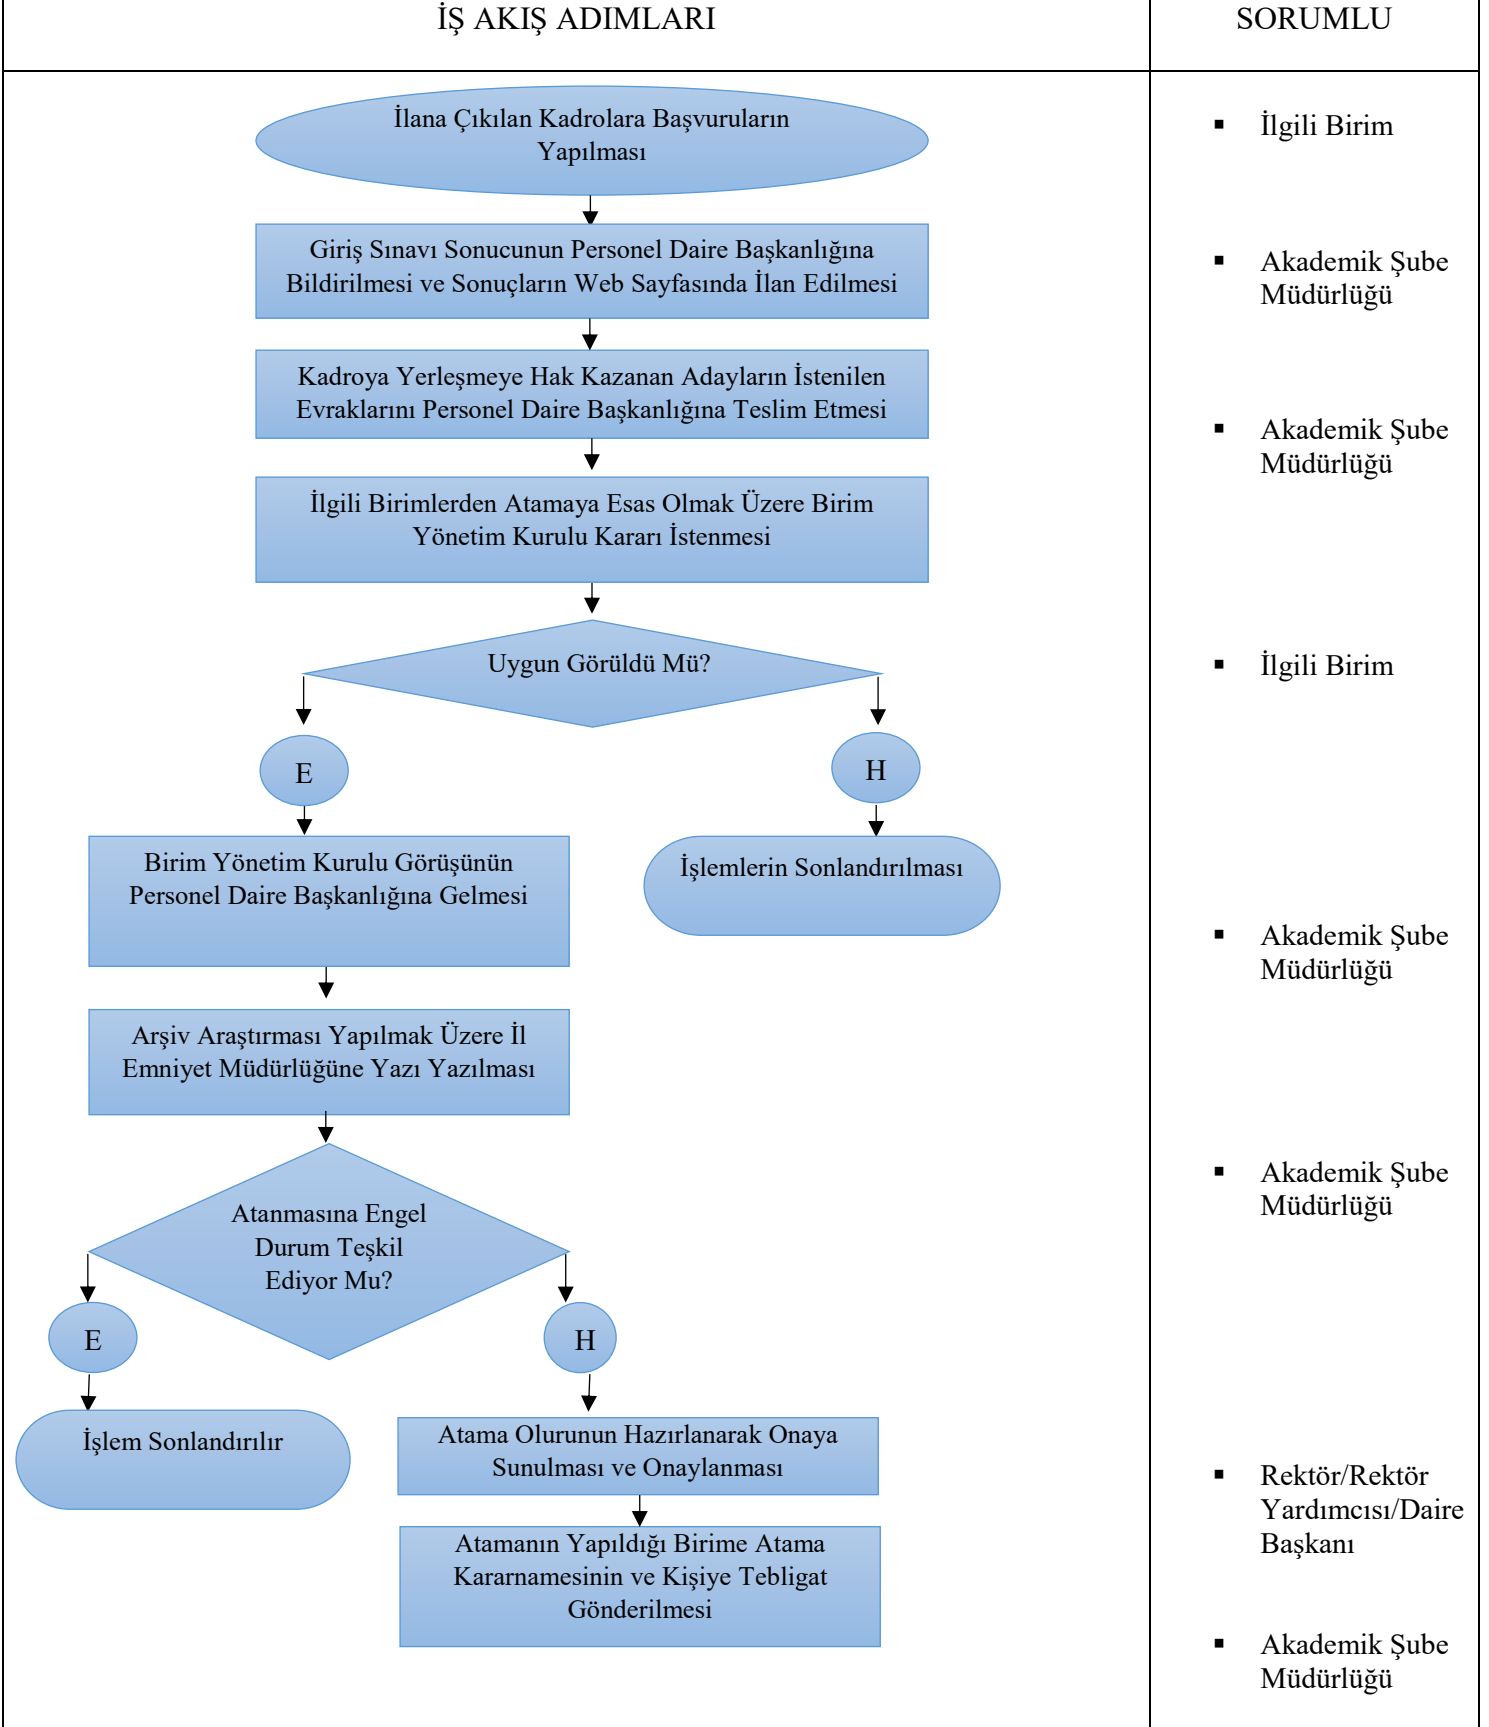 İŞ AKIŞ ADIMLARI
SORUMLU
İlana Çıkılan Kadrolara Başvuruların
Yapılması
▪ İlgili Birim
Giriş Sınavı Sonucunun Personel Daire Başkanlığına
Bildirilmesi ve Sonuçların Web Sayfasında İlan Edilmesi
▪ Akademik Şube
Müdürlüğü
Kadroya Yerleşmeye Hak Kazanan Adayların İstenilen
Evraklarını Personel Daire Başkanlığına Teslim Etmesi
▪ Akademik Şube
Müdürlüğü
İlgili Birimlerden Atamaya Esas Olmak Üzere Birim
Yönetim Kurulu Kararı İstenmesi
Uygun Görüldü Mü?
▪ İlgili Birim
E
H
Birim Yönetim Kurulu Görüşünün
Personel Daire Başkanlığına Gelmesi
İşlemlerin Sonlandırılması
▪ Akademik Şube
Müdürlüğü
Arşiv Araştırması Yapılmak Üzere İl
Emniyet Müdürlüğüne Yazı Yazılması
▪ Akademik Şube
Müdürlüğü
Atanmasına Engel
Durum Teşkil
Ediyor Mu?
E
H
İşlem Sonlandırılır
Atama Olurunun Hazırlanarak Onaya
Sunulması ve Onaylanması
▪ Rektör/Rektör
Yardımcısı/Daire
Başkanı
Atamanın Yapıldığı Birime Atama
Kararnamesinin ve Kişiye Tebligat
Gönderilmesi
▪ Akademik Şube
Müdürlüğü